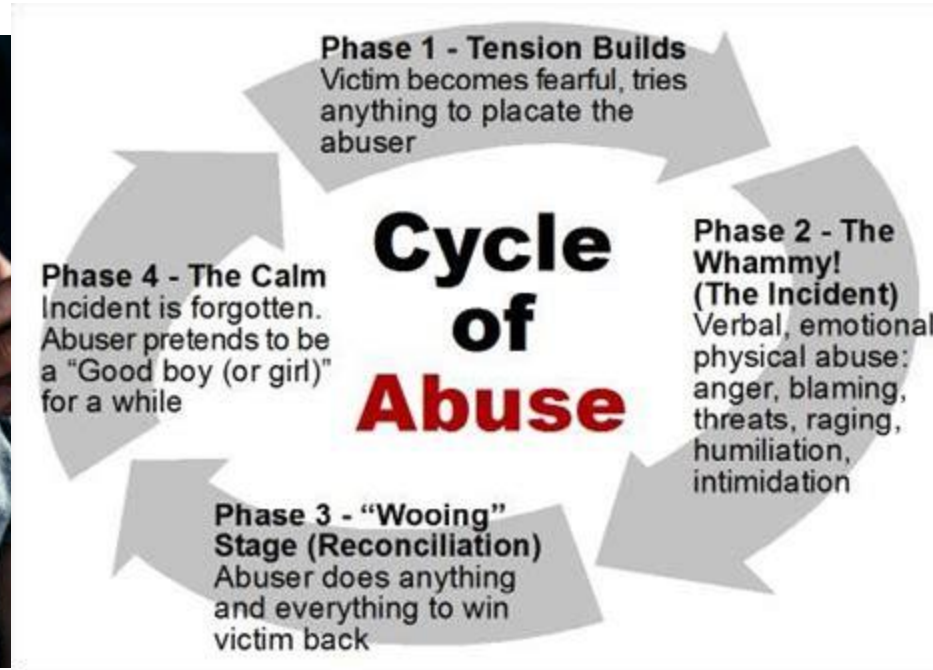 Phase 1 - Tension Builds
Victim becomes fearful, tries
anything to placate the
abuser
Cycle
of
Abuse
Phase 2 - The
Whammy!
(The Incident)
Verbal, emotional
physical abuse:
anger, blaming,
threats, raging,
humiliation,
intimidation
Phase 3 - “Wooing”
Stage (Reconciliation)
Abuser does anything
and everything to win
victim back
Phase 4 - The Calm
Incident is forgotten.
Abuser pretends to be
a “Good boy (or girl)”
for a while